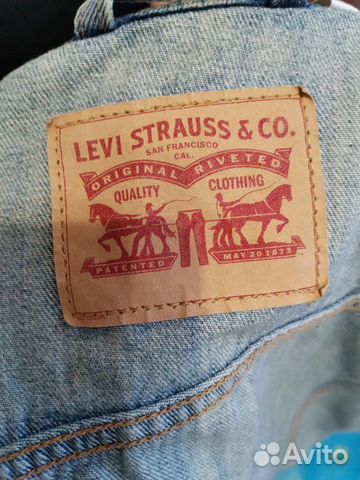 LEVI STRAUSS & CO.
SAN FRANCISCO
CAL.
ORIGINAL RIVETED
QUALITY CLOTHING
PATENTED MAY 20 1873
Avito